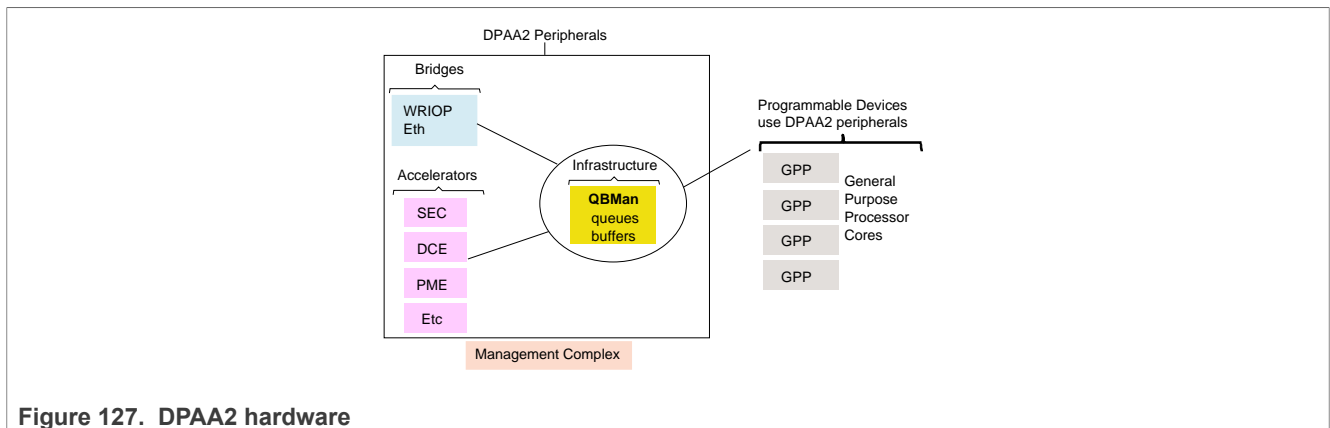 DPAA2 Peripherals
Bridges
WRIOP
Eth
Accelerators
SEC
DCE
PME
Etc
Infrastructure
QBMan
queues
buffers
Programmable Devices
use DPAA2 peripherals
GPP
GPP
GPP
GPP
General
Purpose
Processor
Cores
Management Complex
Figure 127. DPAA2 hardware